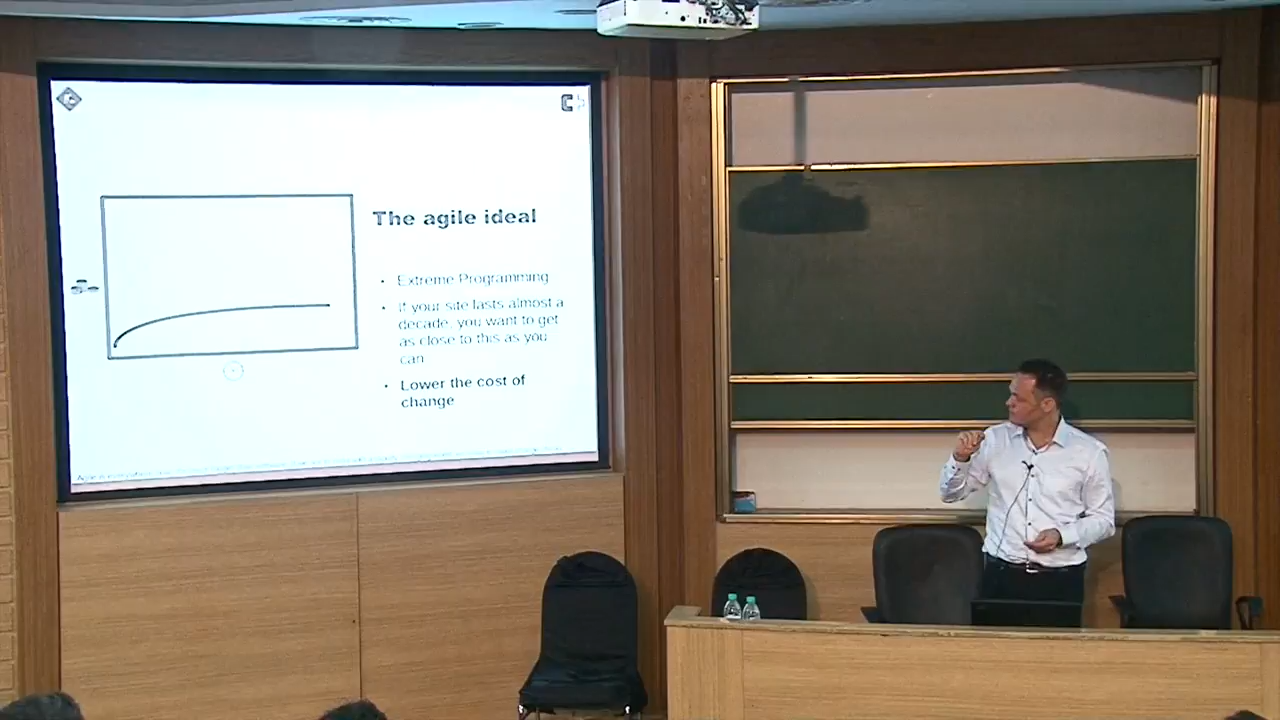 The agile ideal
• Extreme Programming
• If your site lasts almost a
decade, you want to get
as close to this as you
can
• Lower the cost of
change